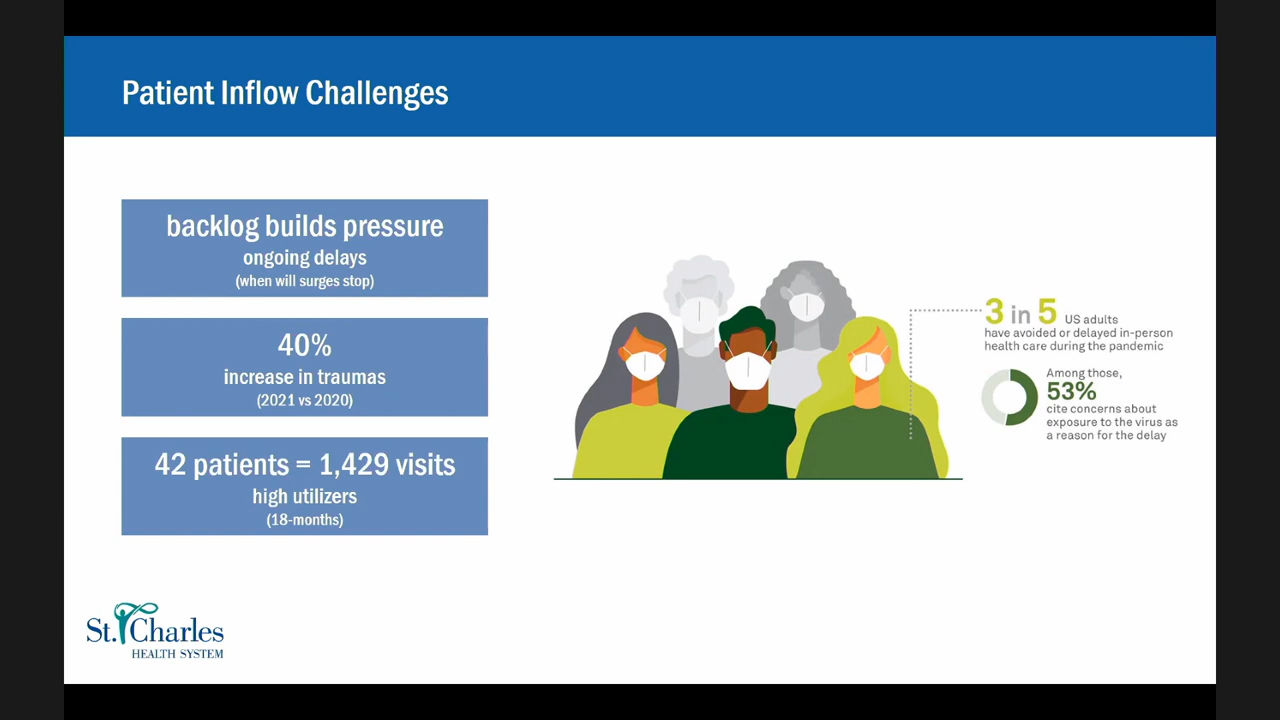 Patient Inflow Challenges
backlog builds pressure
ongoing delays
(when will surges stop)
40%
increase in traumas
(2021 vs 2020)
42 patients = 1,429 visits
high utilizers
(18-months)
3 in 5 US adults
have avoided or delayed in-person
health care during the pandemic
Among those,
53%
cite concerns about
exposure to the virus as
a reason for the delay
St. Charles
HEALTH SYSTEM